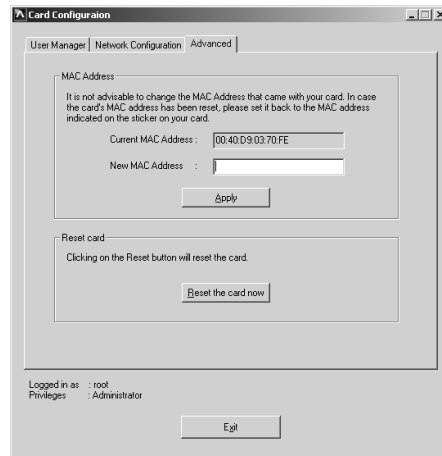 Card Configuraion
User Manager Network Configuration Advanced
MAC Address
It is not advisable to change the MAC Address that came with your card. In case
the card's MAC address has been reset, please set it back to the MAC address
indicated on the sticker on your card.
Current MAC Address : 00:40:D9:03:70:FE
New MAC Address :
Apply
Reset card
Clicking on the Reset button will reset the card.
Reset the card now
Logged in as : root
Privileges : Administrator
Exit